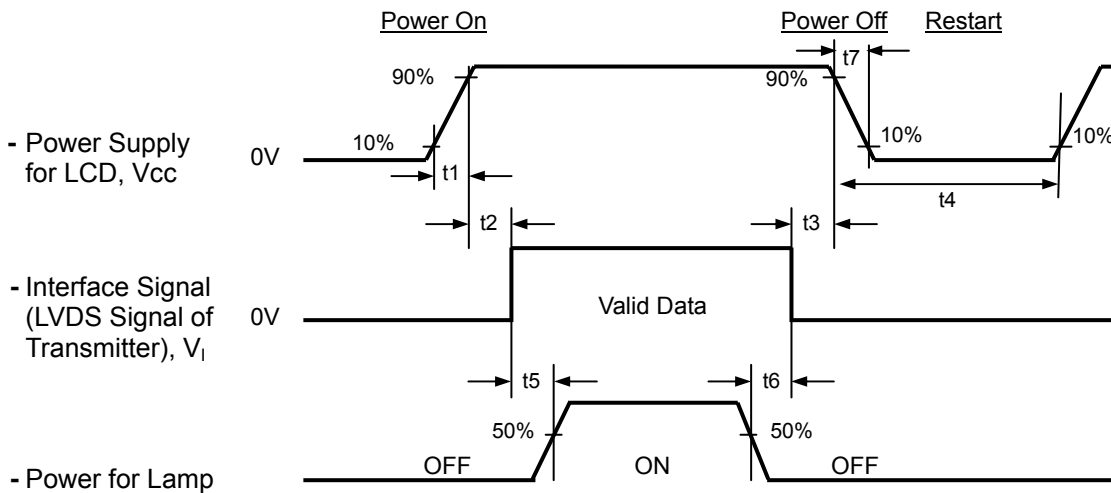 Power On
Power Off
Restart
t7
90%
90%
10%
10%
10%
- Power Supply
for LCD, Vcc
0V
t1
t4
t2
t3
- Interface Signal
(LVDS Signal of
Transmitter), VI
0V
Valid Data
t5
t6
50%
50%
OFF
ON
OFF
- Power for Lamp